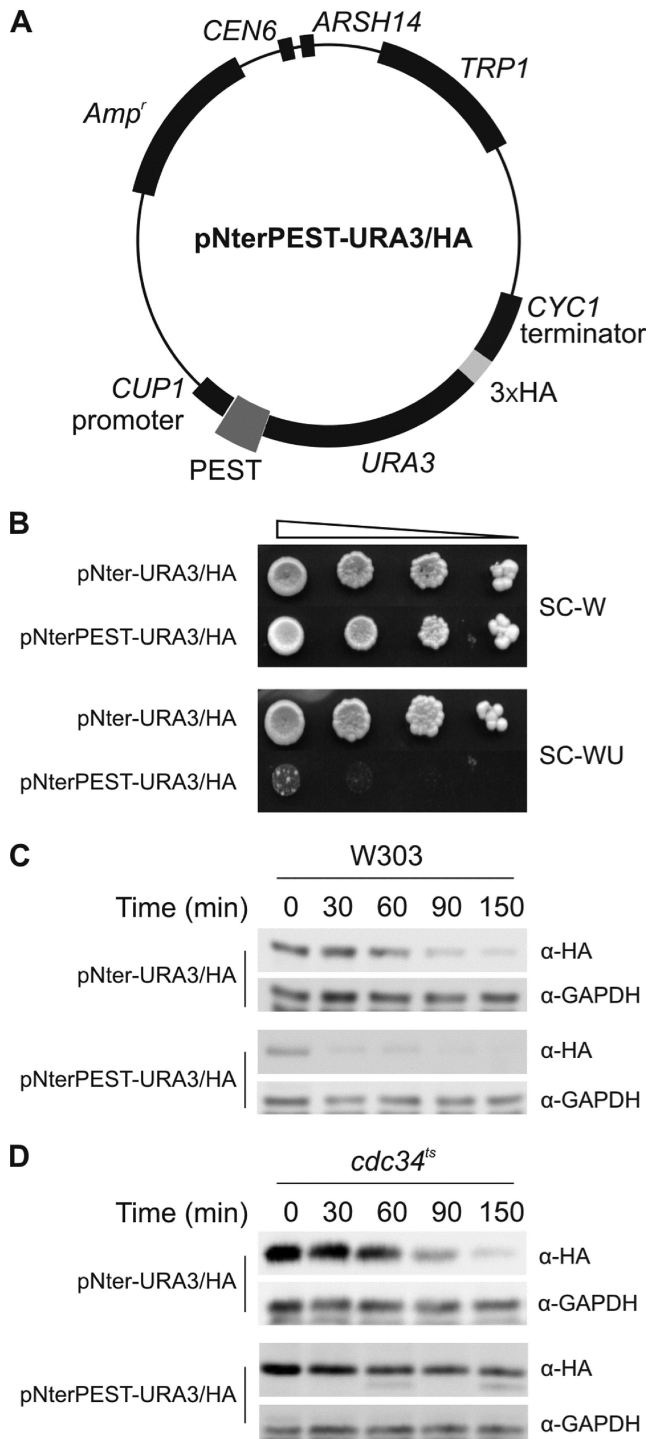 A
CEN6
ARSH14
Ampʳ
TRP1
pNterPEST-URA3/HA
CYC1
terminator
CUP1
promoter
3xHA
PEST
URA3
B
pNter-URA3/HA
pNterPEST-URA3/HA
SC-W
pNter-URA3/HA
pNterPEST-URA3/HA
SC-WU
C
W303
Time (min) 0 30 60 90 150
pNter-URA3/HA
α-HA
α-GAPDH
pNterPEST-URA3/HA
α-HA
α-GAPDH
D
cdc34ᵗˢ
Time (min) 0 30 60 90 150
pNter-URA3/HA
α-HA
α-GAPDH
pNterPEST-URA3/HA
α-HA
α-GAPDH